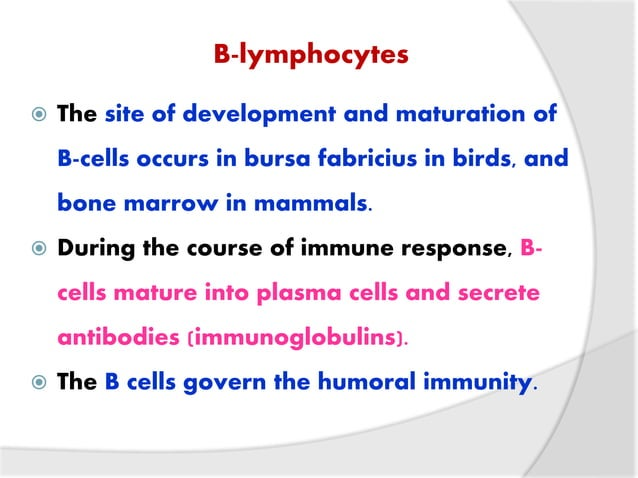 B-lymphocytes
The site of development and maturation of
B-cells occurs in bursa fabricius in birds, and
bone marrow in mammals.
During the course of immune response, B-
cells mature into plasma cells and secrete
antibodies (immunoglobulins).
The B cells govern the humoral immunity.